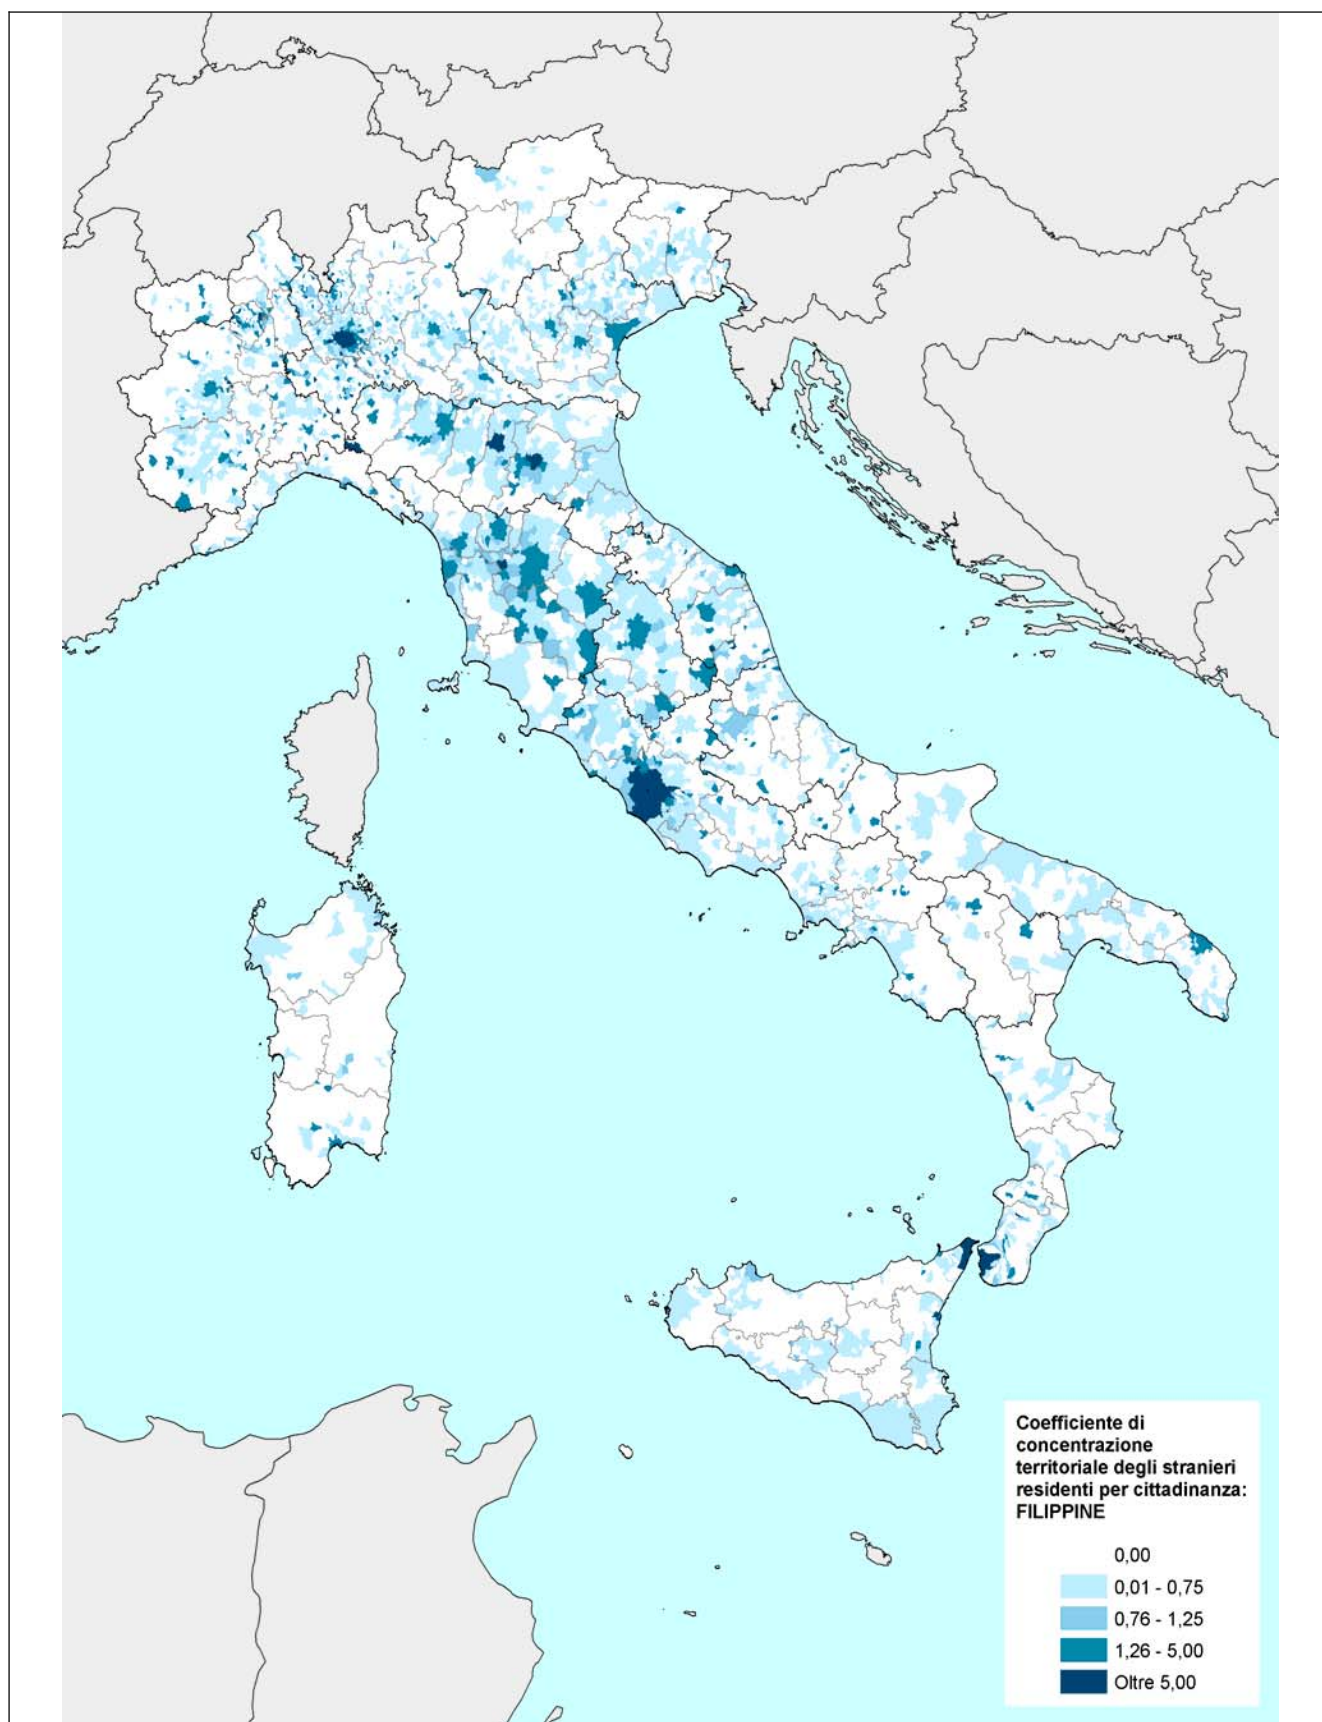 Coefficiente di
concentrazione
territoriale degli stranieri
residenti per cittadinanza:
FILIPPINE
0,00
0,01 - 0,75
0,76 - 1,25
1,26 - 5,00
Oltre 5,00